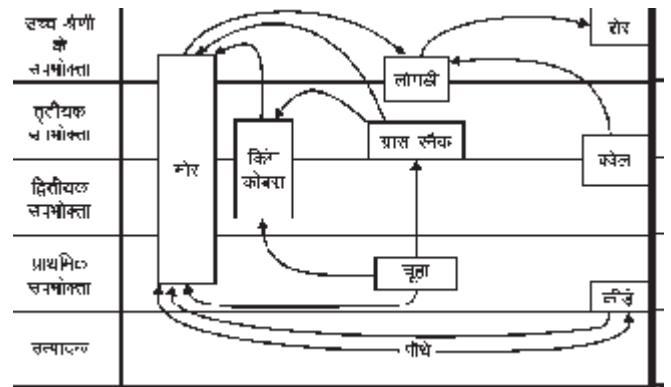 उच्च श्रेणी
के
उपभोक्ता
शेर
लोमड़ी
तृतीयक
उपभोक्ता
ग्रास स्नैक
मोर
किंग
कोबरा
क्वेल
द्वितीयक
उपभोक्ता
प्राथमिक
उपभोक्ता
चूहा
कीड़े
उत्पादक
पौधे